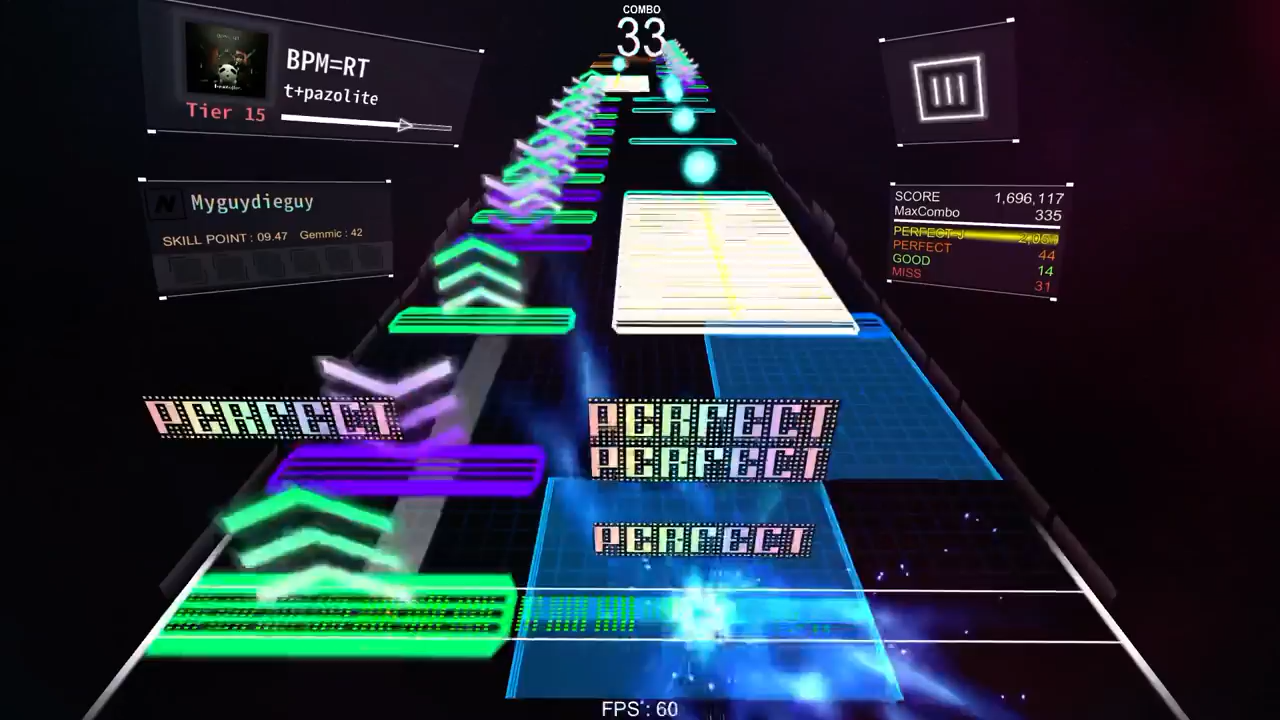 COMBO
33
BPM=RT
t+pazolite
Tier 15
Myguydieguy
SKILL POINT : 09.47 Gemmic : 42
SCORE 1,696,117
MaxCombo 335
PERFECT-J
PERFECT 44
GOOD 14
MISS 31
PERFECT
PERFECT
PERFECT
PERFECT
FPS : 60